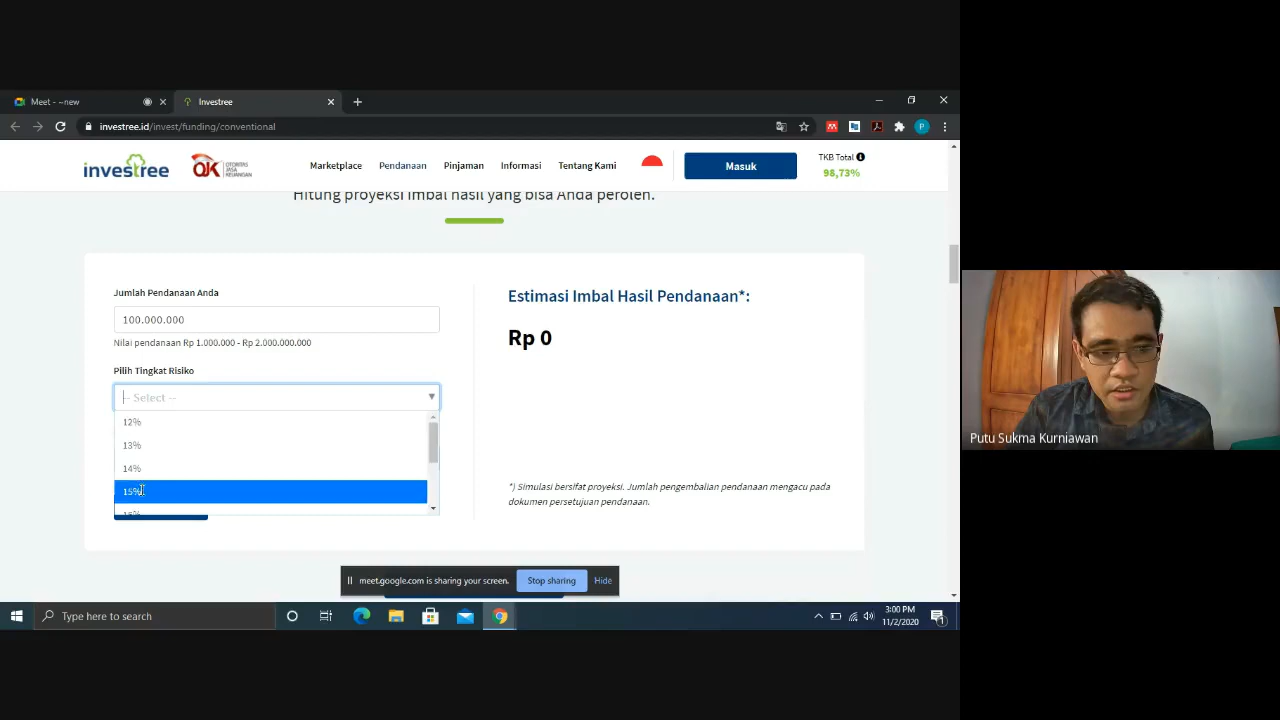 Meet - ~new
Investree
investree.id/invest/funding/conventional
investree
OJK OTORITAS JASA KEUANGAN
Marketplace
Pendanaan
Pinjaman
Informasi
Tentang Kami
Masuk
TKB Total
98,73%
Hitung proyeksi imbal hasil yang bisa Anda peroleh.
Jumlah Pendanaan Anda
100.000.000
Nilai pendanaan Rp 1.000.000 - Rp 2.000.000.000
Pilih Tingkat Risiko
-- Select --
12%
13%
14%
15%
Estimasi Imbal Hasil Pendanaan*:
Rp 0
*) Simulasi bersifat proyeksi. Jumlah pengembalian pendanaan mengacu pada
dokumen persetujuan pendanaan.
meet.google.com is sharing your screen.
Stop sharing
Hide
Type here to search
3:00 PM
11/2/2020
Putu Sukma Kurniawan